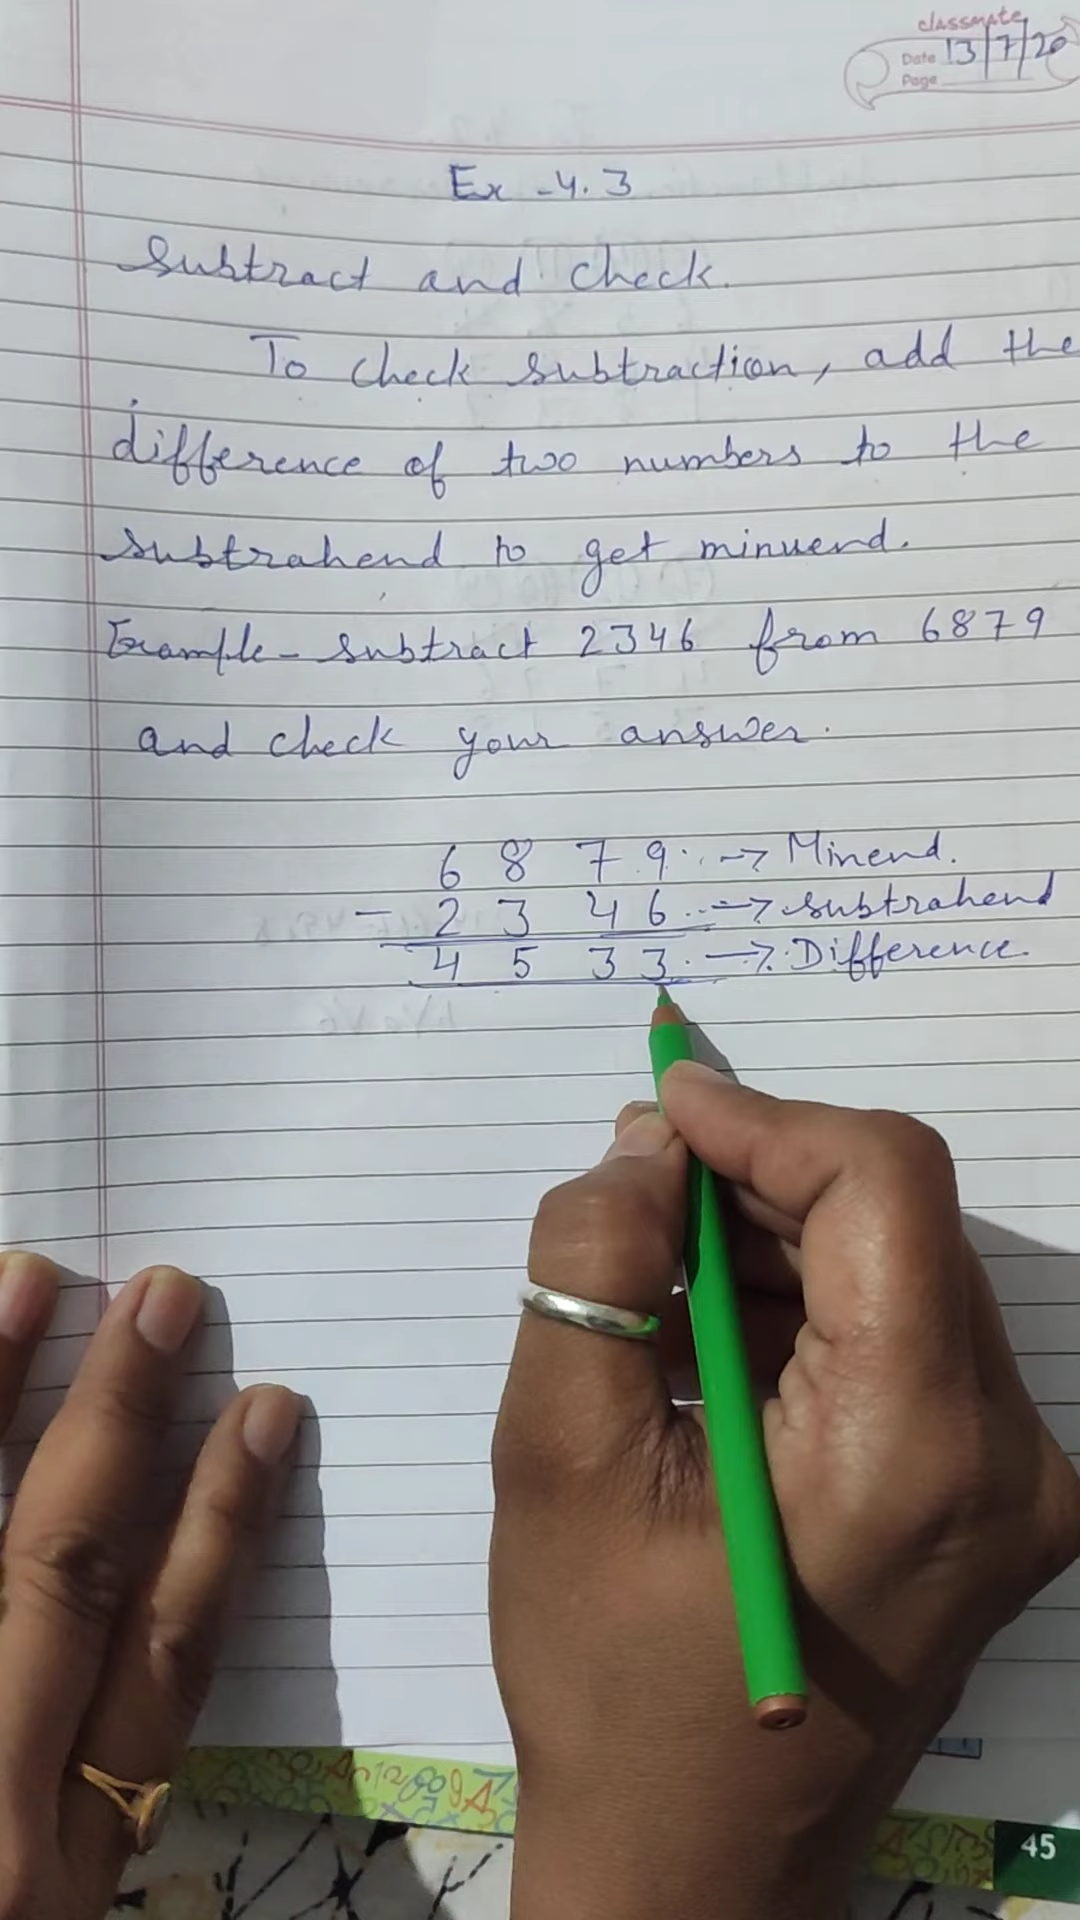 classmate
Date 13/7/20
Page
Ex - 4.3
Subtract and check.
To check subtraction, add the
difference of two numbers to the
subtrahend to get minuend.
Example - subtract 2346 from 6879
and check your answer.
6 8 7 9 → Minend.
- 2 3 4 6 → subtrahend
4 5 3 3 → Difference.
45